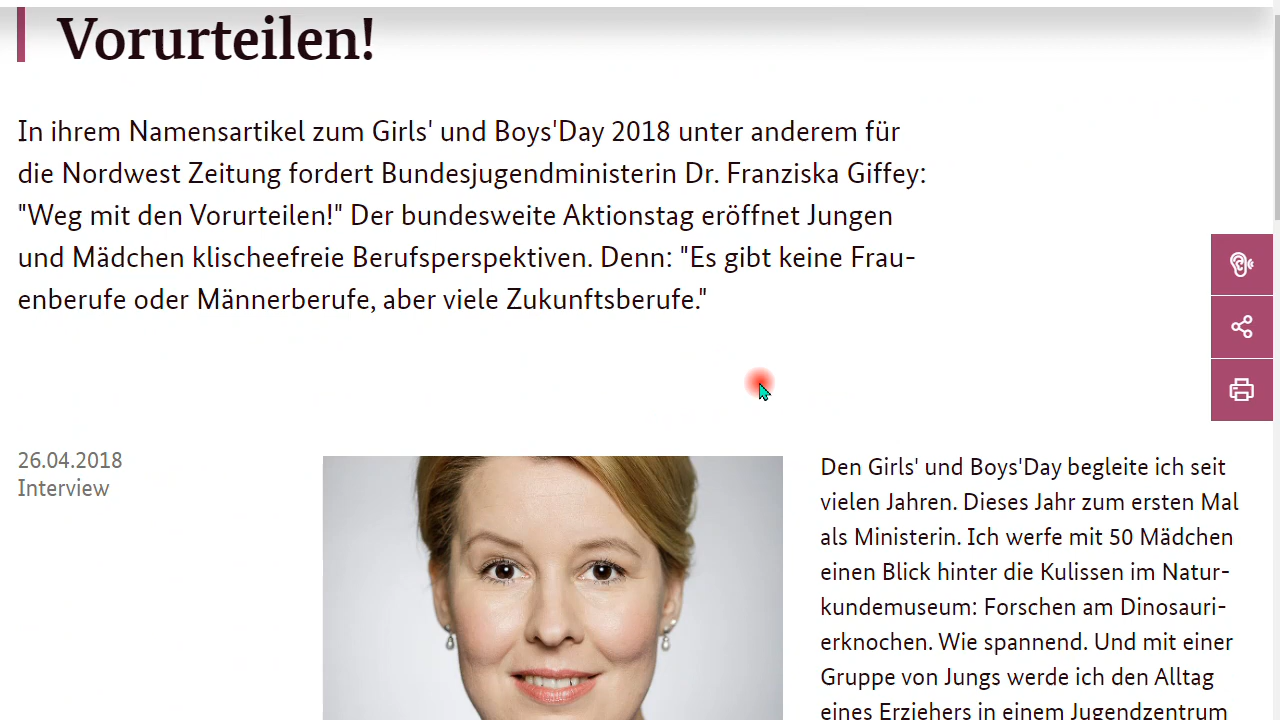 Vorurteilen!
In ihrem Namensartikel zum Girls' und Boys'Day 2018 unter anderem für
die Nordwest Zeitung fordert Bundesjugendministerin Dr. Franziska Giffey:
"Weg mit den Vorurteilen!" Der bundesweite Aktionstag eröffnet Jungen
und Mädchen klischeefreie Berufsperspektiven. Denn: "Es gibt keine Frau-
enberufe oder Männerberufe, aber viele Zukunftsberufe."
26.04.2018
Interview
Den Girls' und Boys'Day begleite ich seit
vielen Jahren. Dieses Jahr zum ersten Mal
als Ministerin. Ich werfe mit 50 Mädchen
einen Blick hinter die Kulissen im Natur-
kundemuseum: Forschen am Dinosauri-
erknochen. Wie spannend. Und mit einer
Gruppe von Jungs werde ich den Alltag
eines Erziehers in einem Jugendzentrum